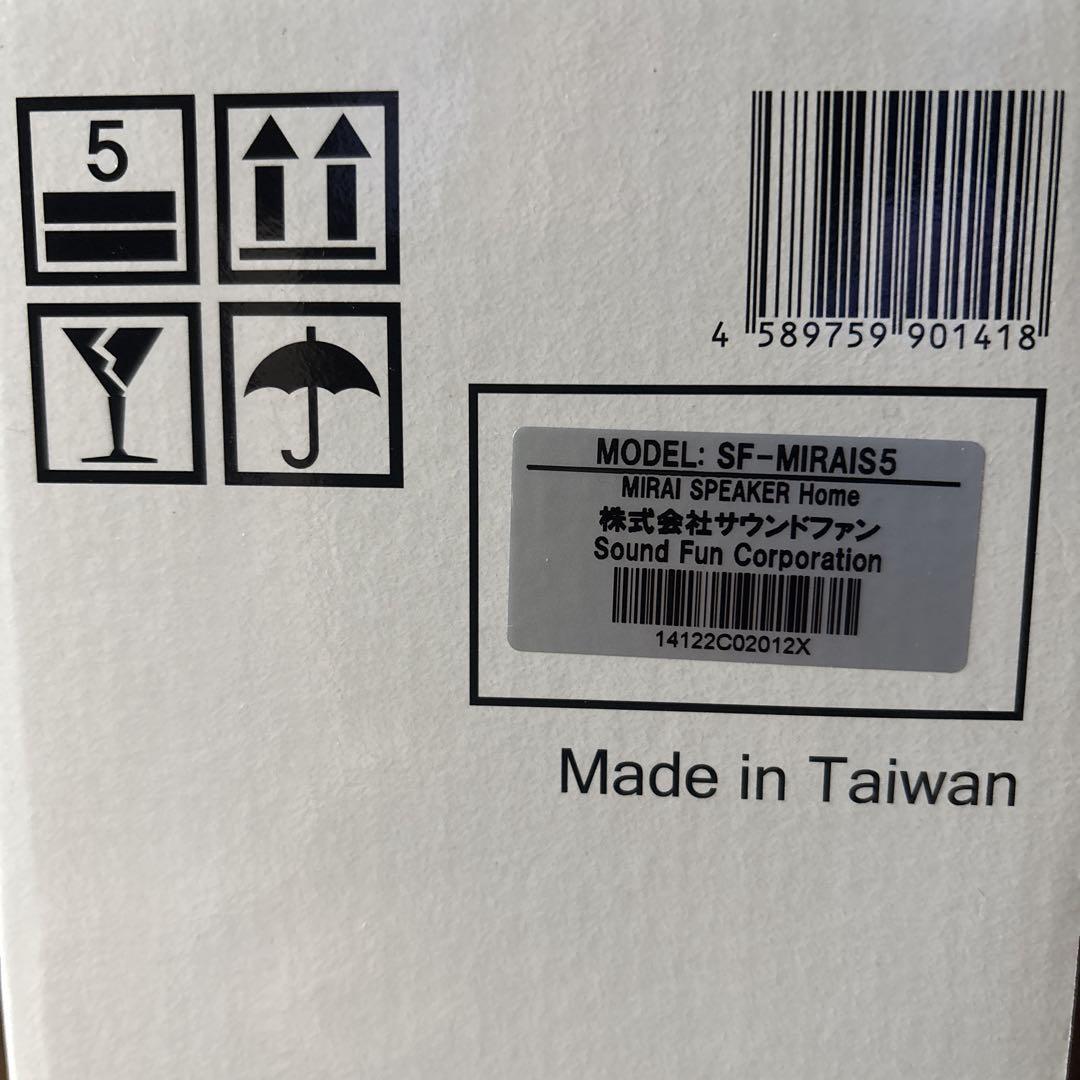 5
4 589759 901418
MODEL: SF-MIRAIS5
MIRAI SPEAKER Home
株式会社サウンドファン
Sound Fun Corporation
14122C02012X
Made in Taiwan